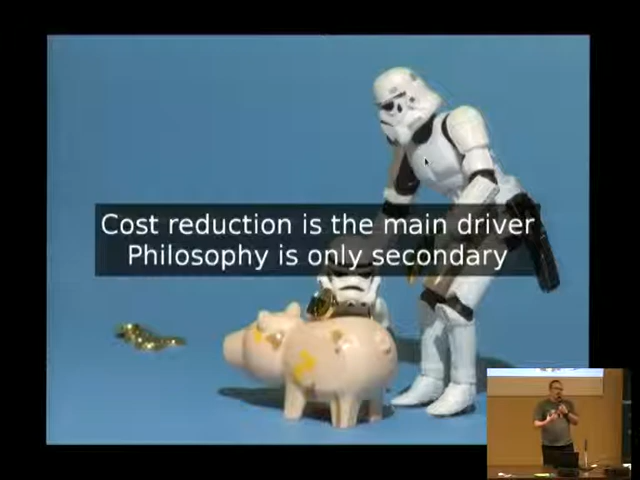 Cost reduction is the main driver
Philosophy is only secondary